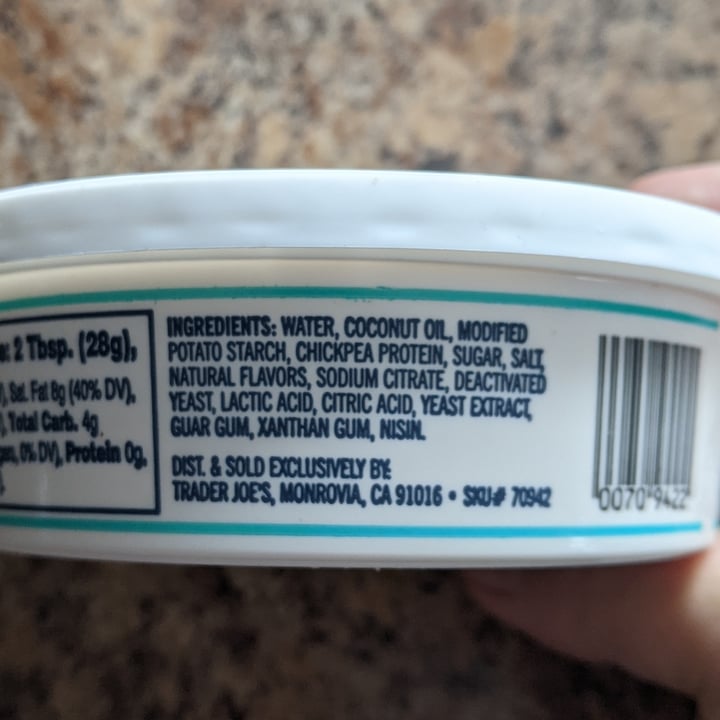 : 2 Tbsp. (28g),
), Sat. Fat 8g (40% DV),
), Total Carb. 4g
0% DV), Protein 0g,
INGREDIENTS: WATER, COCONUT OIL, MODIFIED
POTATO STARCH, CHICKPEA PROTEIN, SUGAR, SALT,
NATURAL FLAVORS, SODIUM CITRATE, DEACTIVATED
YEAST, LACTIC ACID, CITRIC ACID, YEAST EXTRACT,
GUAR GUM, XANTHAN GUM, NISIN.
DIST. & SOLD EXCLUSIVELY BY:
TRADER JOE'S, MONROVIA, CA 91016 • SKU# 70942
0070 9422